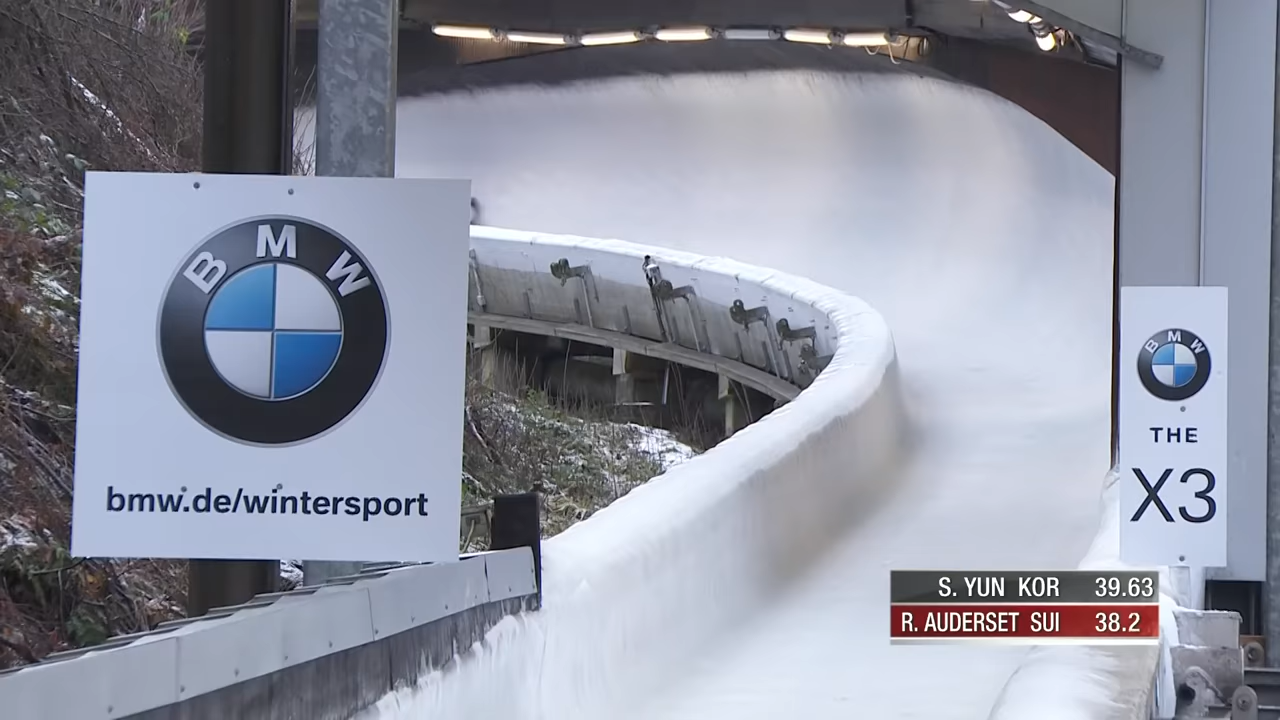 BMW
bmw.de/wintersport
BMW
THE
X3
S. YUN KOR 39.63
R. AUDERSET SUI 38.2